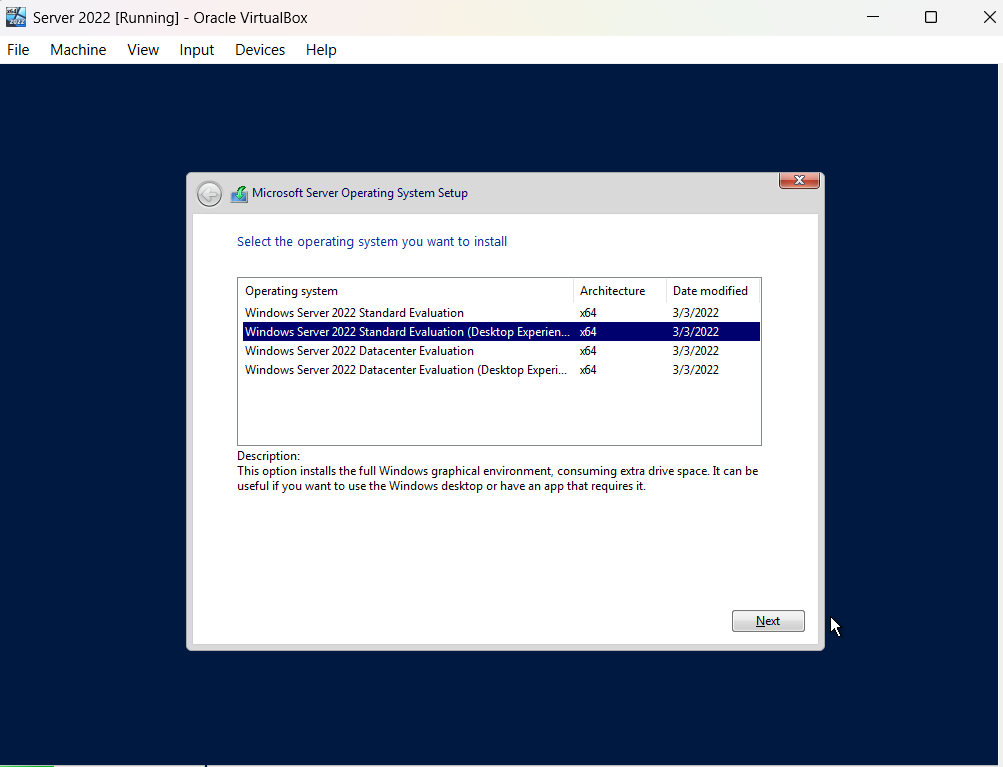 Server 2022 [Running] - Oracle VirtualBox
File Machine View Input Devices Help
Microsoft Server Operating System Setup
Select the operating system you want to install
Operating system Architecture Date modified
Windows Server 2022 Standard Evaluation x64 3/3/2022
Windows Server 2022 Standard Evaluation (Desktop Experien... x64 3/3/2022
Windows Server 2022 Datacenter Evaluation x64 3/3/2022
Windows Server 2022 Datacenter Evaluation (Desktop Experi... x64 3/3/2022
Description:
This option installs the full Windows graphical environment, consuming extra drive space. It can be
useful if you want to use the Windows desktop or have an app that requires it.
Next